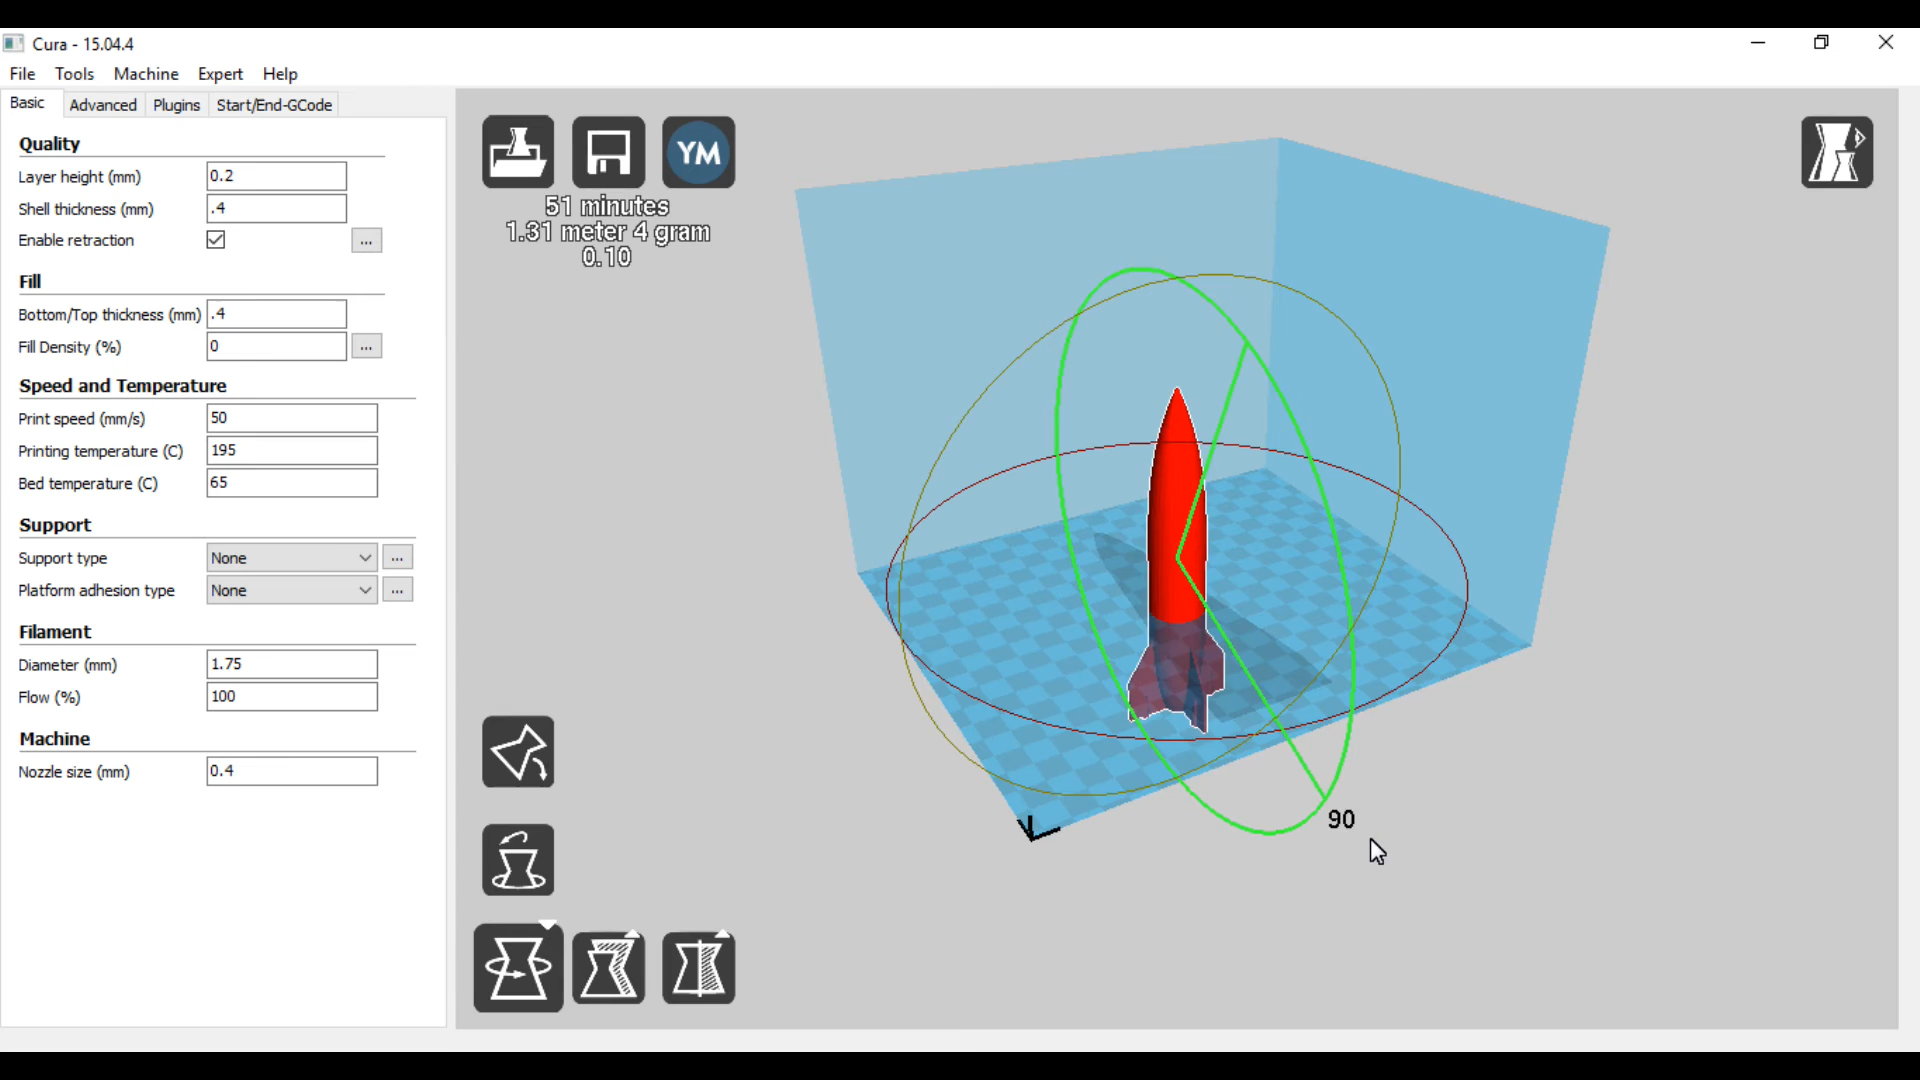 Cura - 15.04.4
File Tools Machine Expert Help
Basic Advanced Plugins Start/End-GCode
Quality
Layer height (mm) 0.2
Shell thickness (mm) .4
Enable retraction ...
Fill
Bottom/Top thickness (mm) .4
Fill Density (%) 0 ...
Speed and Temperature
Print speed (mm/s) 50
Printing temperature (C) 195
Bed temperature (C) 65
Support
Support type None ...
Platform adhesion type None ...
Filament
Diameter (mm) 1.75
Flow (%) 100
Machine
Nozzle size (mm) 0.4
YM
51 minutes
1.31 meter 4 gram
0.10
90